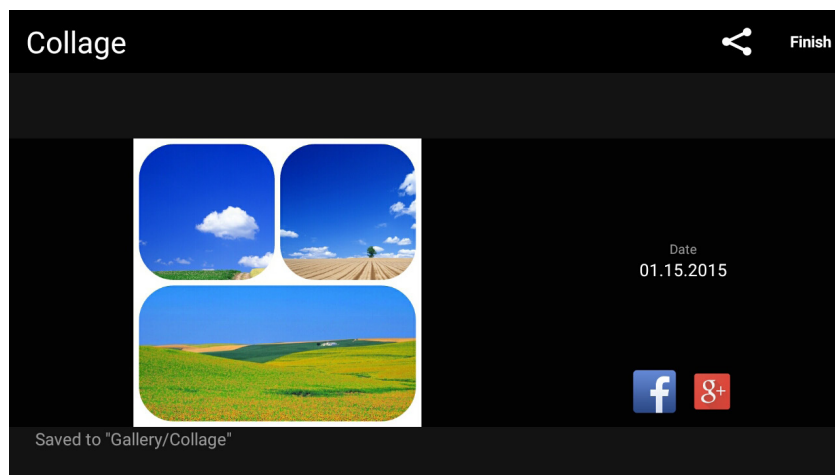 Collage
Finish
Date
01.15.2015
f
g+
Saved to "Gallery/Collage"